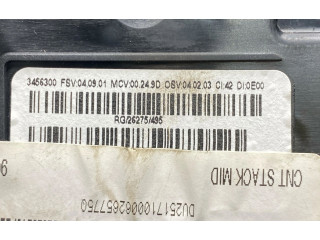 3456300 FSV:04.09.01 MCV:00.24.9D OSV:04.02.03 CI:42 DI:0E00
RG/26275/495
CNT STACK MID
DU2517100062657750